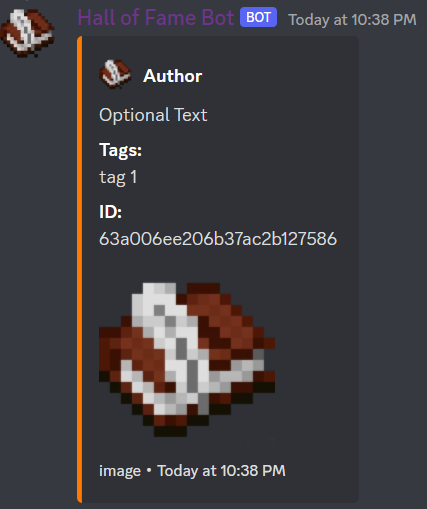 Hall of Fame Bot BOT Today at 10:38 PM
Author
Optional Text
Tags:
tag 1
ID:
63a006ee206b37ac2b127586
image • Today at 10:38 PM